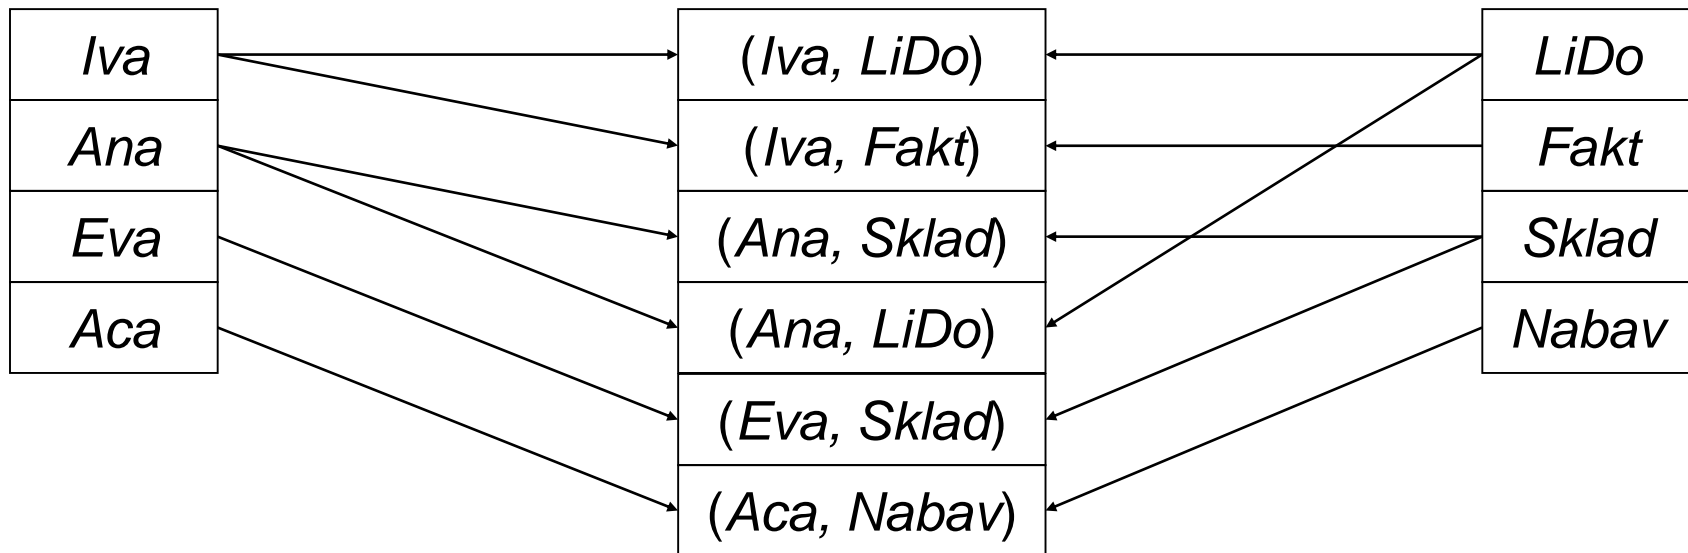 Iva
Ana
Eva
Aca
(Iva, LiDo)
(Iva, Fakt)
(Ana, Sklad)
(Ana, LiDo)
(Eva, Sklad)
(Aca, Nabav)
LiDo
Fakt
Sklad
Nabav